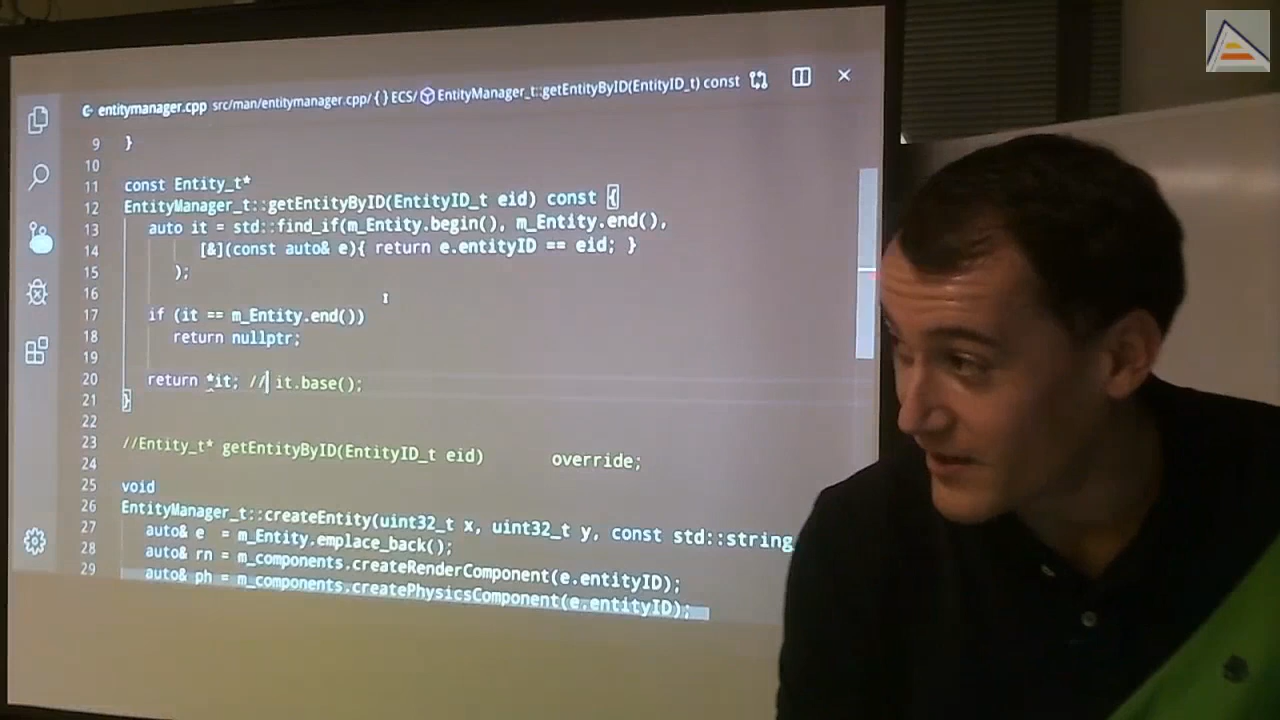 entitymanager.cpp src/man/entitymanager.cpp/ { } ECS/ EntityManager_t::getEntityByID(EntityID_t) const
9 }
10
11 const Entity_t*
12 EntityManager_t::getEntityByID(EntityID_t eid) const {
13 auto it = std::find_if(m_Entity.begin(), m_Entity.end(),
14 [&](const auto& e){ return e.entityID == eid; }
15 );
16
17 if (it == m_Entity.end())
18 return nullptr;
19
20 return *it; // it.base();
21 }
22
23 //Entity_t* getEntityByID(EntityID_t eid) override;
24
25 void
26 EntityManager_t::createEntity(uint32_t x, uint32_t y, const std::string
27 auto& e = m_Entity.emplace_back();
28 auto& rn = m_components.createRenderComponent(e.entityID);
29 auto& ph = m_components.createPhysicsComponent(e.entityID);